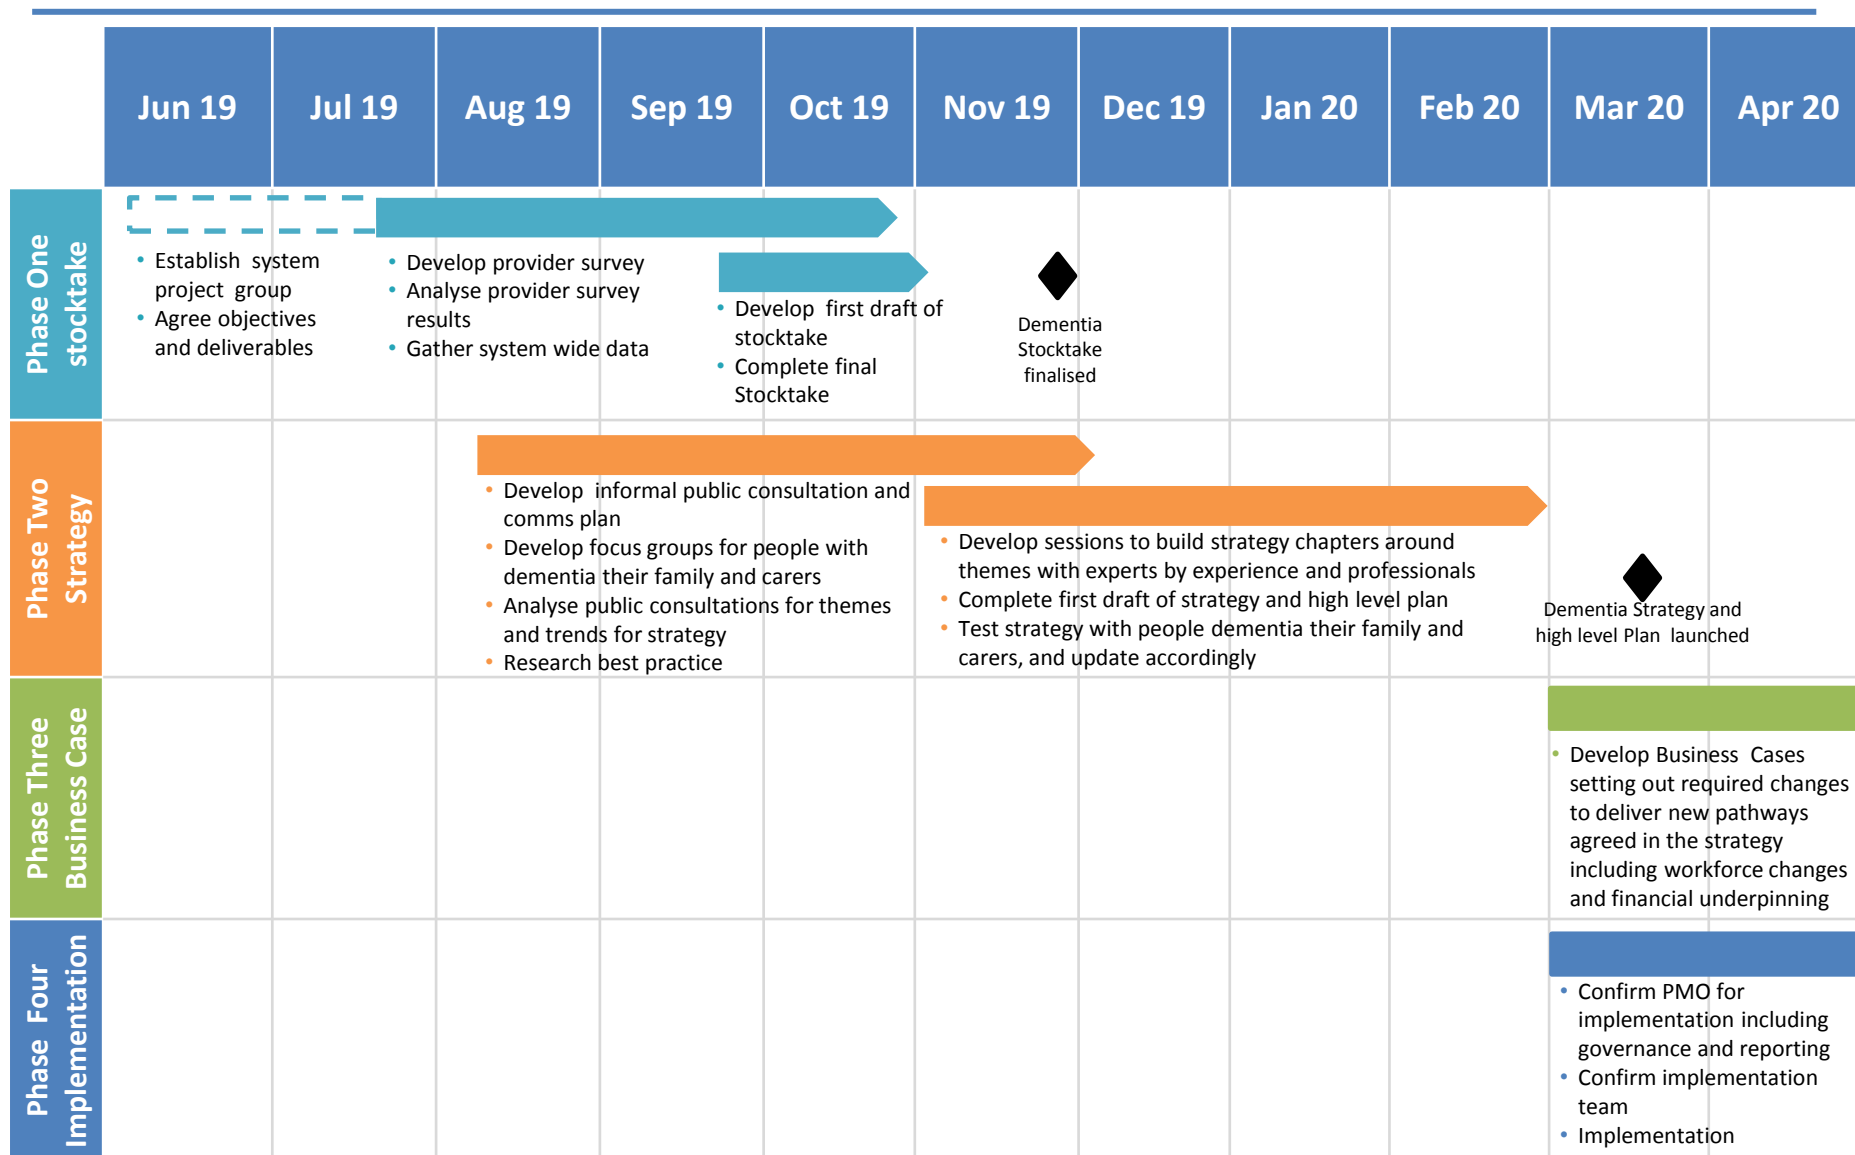 Jun 19
Jul 19
Aug 19
Sep 19
Oct 19
Nov 19
Dec 19
Jan 20
Feb 20
Mar 20
Apr 20
Phase One
stocktake
• Establish system
project group
• Agree objectives
and deliverables
• Develop provider survey
• Analyse provider survey
results
• Gather system wide data
• Develop first draft of
stocktake
• Complete final
Stocktake
Dementia
Stocktake
finalised
Phase Two
Strategy
• Develop informal public consultation and
comms plan
• Develop focus groups for people with
dementia their family and carers
• Analyse public consultations for themes
and trends for strategy
• Research best practice
• Develop sessions to build strategy chapters around
themes with experts by experience and professionals
• Complete first draft of strategy and high level plan
• Test strategy with people dementia their family and
carers, and update accordingly
Dementia Strategy and
high level Plan launched
Phase Three
Business Case
• Develop Business Cases
setting out required changes
to deliver new pathways
agreed in the strategy
including workforce changes
and financial underpinning
Phase Four
Implementation
• Confirm PMO for
implementation including
governance and reporting
• Confirm implementation
team
• Implementation